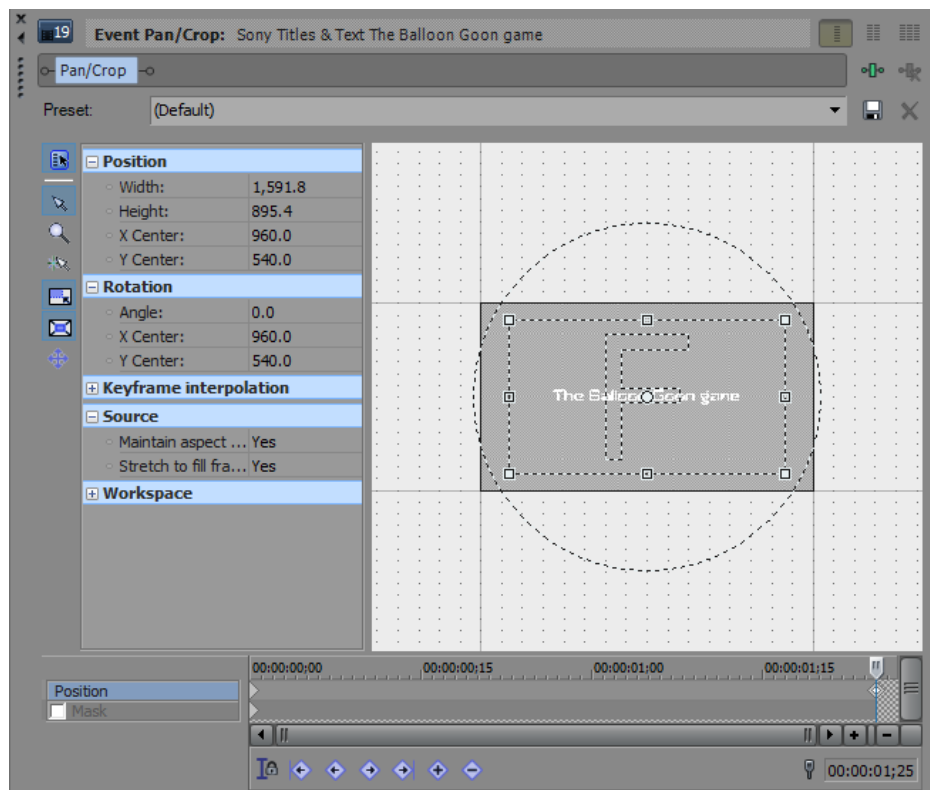 19 Event Pan/Crop: Sony Titles & Text The Balloon Goon game
Pan/Crop
Preset: (Default)
Position
Width: 1,591.8
Height: 895.4
X Center: 960.0
Y Center: 540.0
Rotation
Angle: 0.0
X Center: 960.0
Y Center: 540.0
Keyframe interpolation
Source
Maintain aspect ... Yes
Stretch to fill fra... Yes
Workspace
F
The Balloon Goon game
00:00:00;00 00:00:00;15 00:00:01;00 00:00:01;15
Position
Mask
00:00:01;25